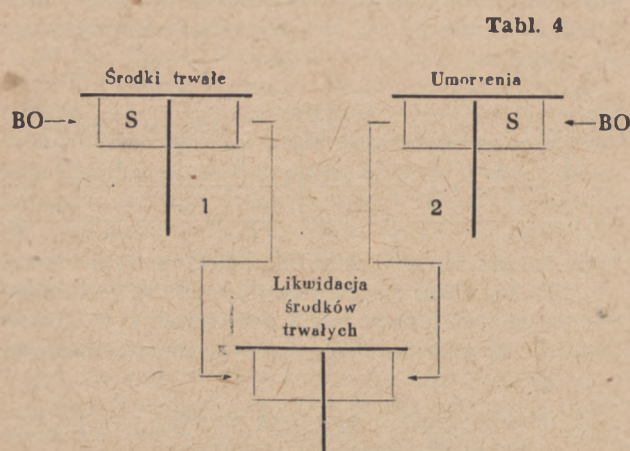 Tabl. 4
Środki trwałe
Umorzenia
BO
S
S
BO
1
2
Likwidacja
środków
trwałych